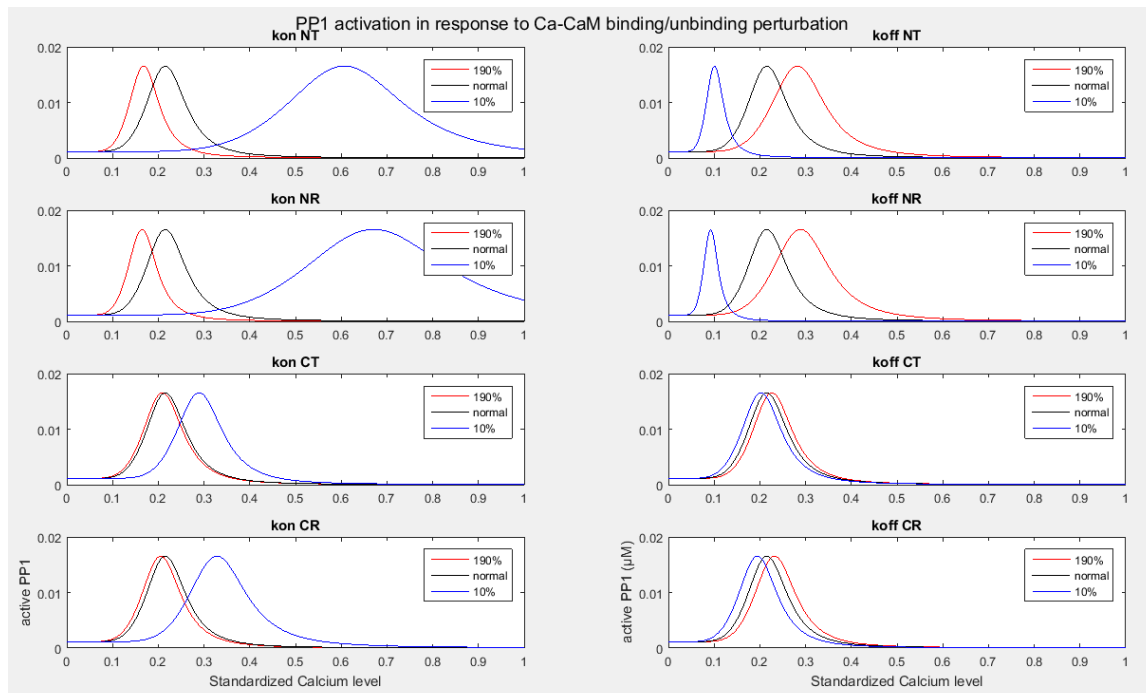 PP1 activation in response to Ca-CaM binding/unbinding perturbation
kon NT
0.02
0.01
0
0 0.1 0.2 0.3 0.4 0.5 0.6 0.7 0.8 0.9 1
190%
normal
10%
koff NT
0.02
0.01
0
0 0.1 0.2 0.3 0.4 0.5 0.6 0.7 0.8 0.9 1
190%
normal
10%
kon NR
0.02
0.01
0
0 0.1 0.2 0.3 0.4 0.5 0.6 0.7 0.8 0.9 1
190%
normal
10%
koff NR
0.02
0.01
0
0 0.1 0.2 0.3 0.4 0.5 0.6 0.7 0.8 0.9 1
190%
normal
10%
kon CT
0.02
0.01
0
0 0.1 0.2 0.3 0.4 0.5 0.6 0.7 0.8 0.9 1
190%
normal
10%
koff CT
0.02
0.01
0
0 0.1 0.2 0.3 0.4 0.5 0.6 0.7 0.8 0.9 1
190%
normal
10%
kon CR
active PP1
0.02
0.01
0
0 0.1 0.2 0.3 0.4 0.5 0.6 0.7 0.8 0.9 1
Standardized Calcium level
190%
normal
10%
koff CR
active PP1 (μM)
0.02
0.01
0
0 0.1 0.2 0.3 0.4 0.5 0.6 0.7 0.8 0.9 1
Standardized Calcium level
190%
normal
10%